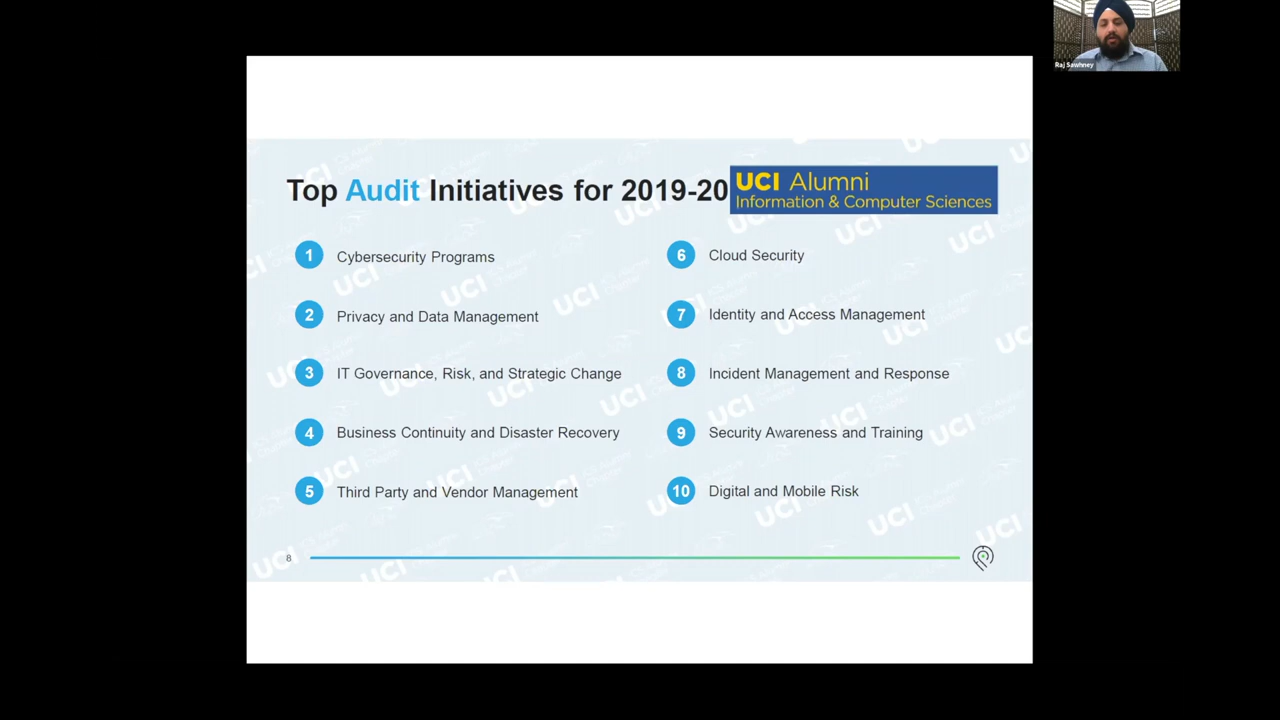 Raj Sawhney
Top Audit Initiatives for 2019-20
UCI Alumni
Information & Computer Sciences
1 Cybersecurity Programs
2 Privacy and Data Management
3 IT Governance, Risk, and Strategic Change
4 Business Continuity and Disaster Recovery
5 Third Party and Vendor Management
6 Cloud Security
7 Identity and Access Management
8 Incident Management and Response
9 Security Awareness and Training
10 Digital and Mobile Risk
8